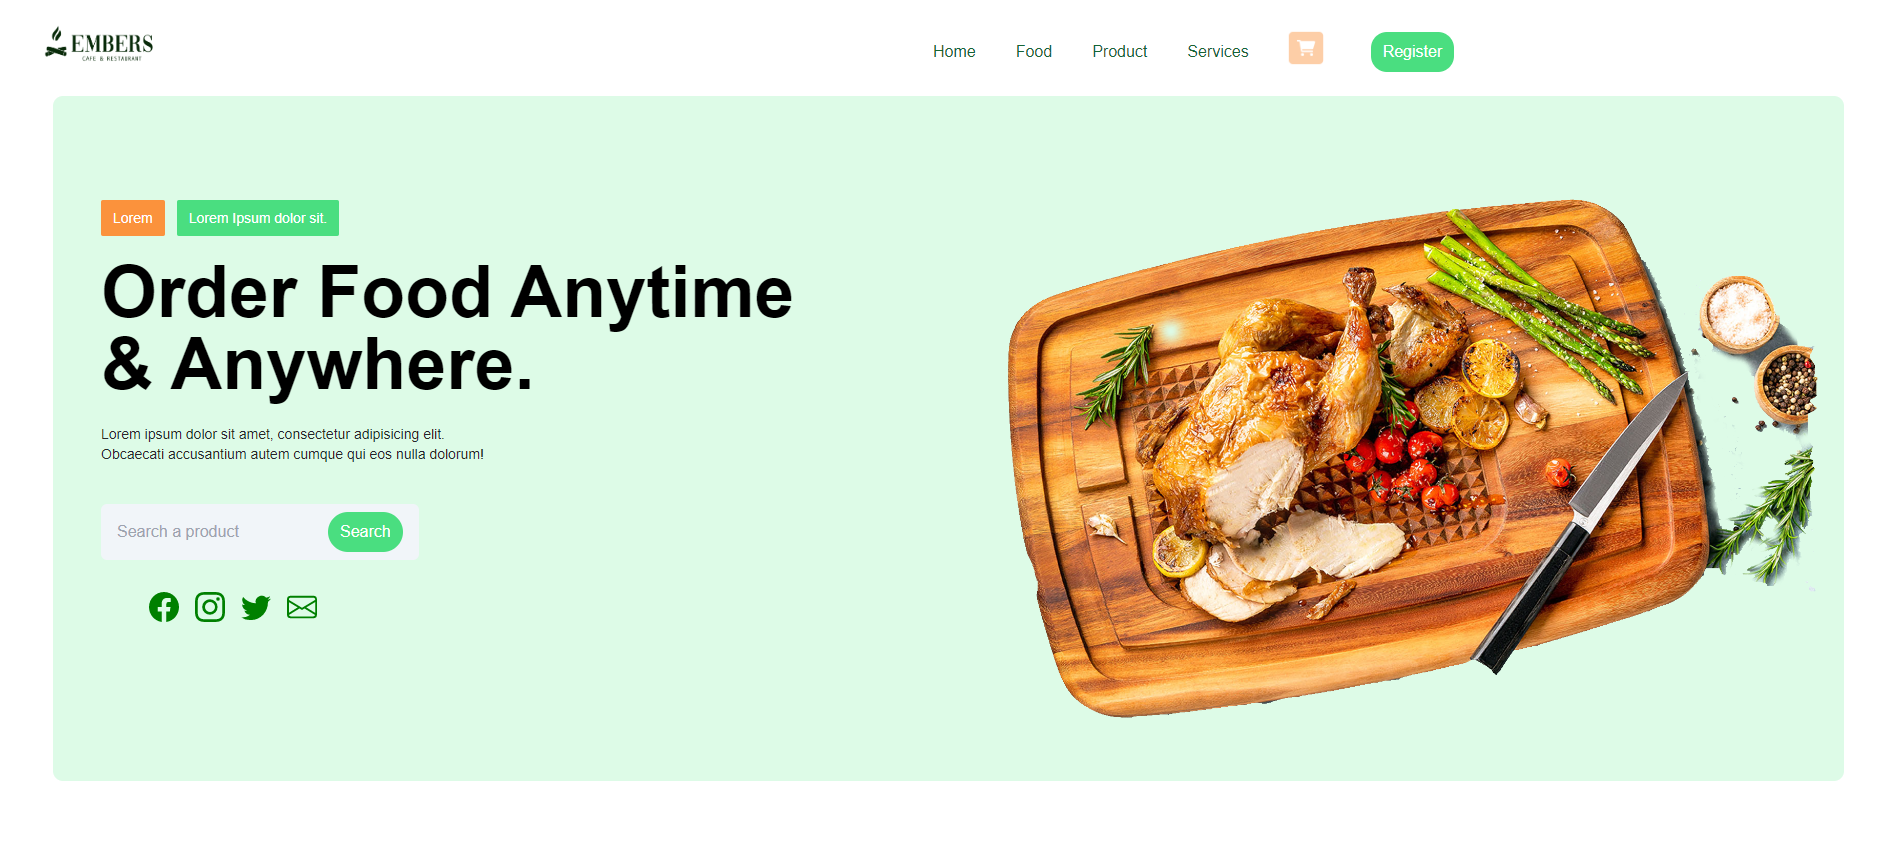 EMBERS
CAFE & RESTAURANT
Home Food Product Services Register
Lorem Lorem Ipsum dolor sit.
Order Food Anytime
& Anywhere.
Lorem ipsum dolor sit amet, consectetur adipisicing elit.
Obcaecati accusantium autem cumque qui eos nulla dolorum!
Search a product Search